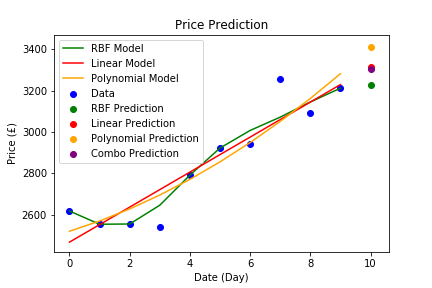 Price Prediction
3400
3200
3000
2800
2600
Price (£)
RBF Model
Linear Model
Polynomial Model
Data
RBF Prediction
Linear Prediction
Polynomial Prediction
Combo Prediction
0
2
4
6
8
10
Date (Day)